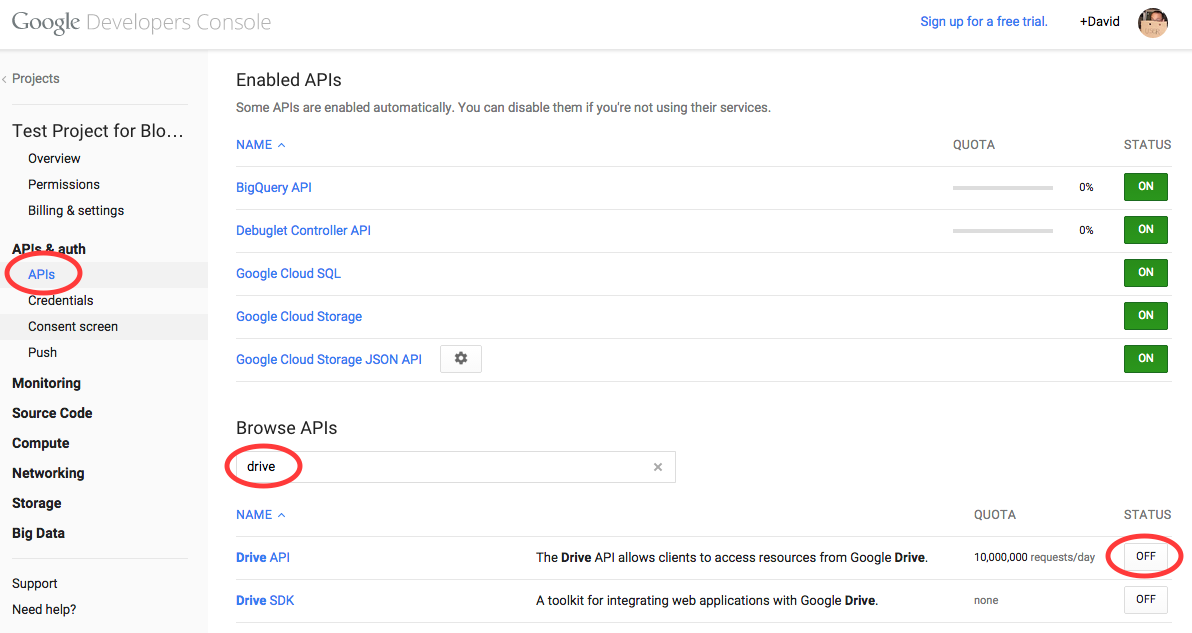 Google Developers Console
Sign up for a free trial. +David
Projects
Test Project for Blo...
Overview
Permissions
Billing & settings
APIs & auth
APIs
Credentials
Consent screen
Push
Monitoring
Source Code
Compute
Networking
Storage
Big Data
Support
Need help?
Enabled APIs
Some APIs are enabled automatically. You can disable them if you're not using their services.
NAME QUOTA STATUS
BigQuery API 0% ON
Debuglet Controller API 0% ON
Google Cloud SQL ON
Google Cloud Storage ON
Google Cloud Storage JSON API ON
Browse APIs
drive
NAME QUOTA STATUS
Drive API The Drive API allows clients to access resources from Google Drive. 10,000,000 requests/day OFF
Drive SDK A toolkit for integrating web applications with Google Drive. none OFF